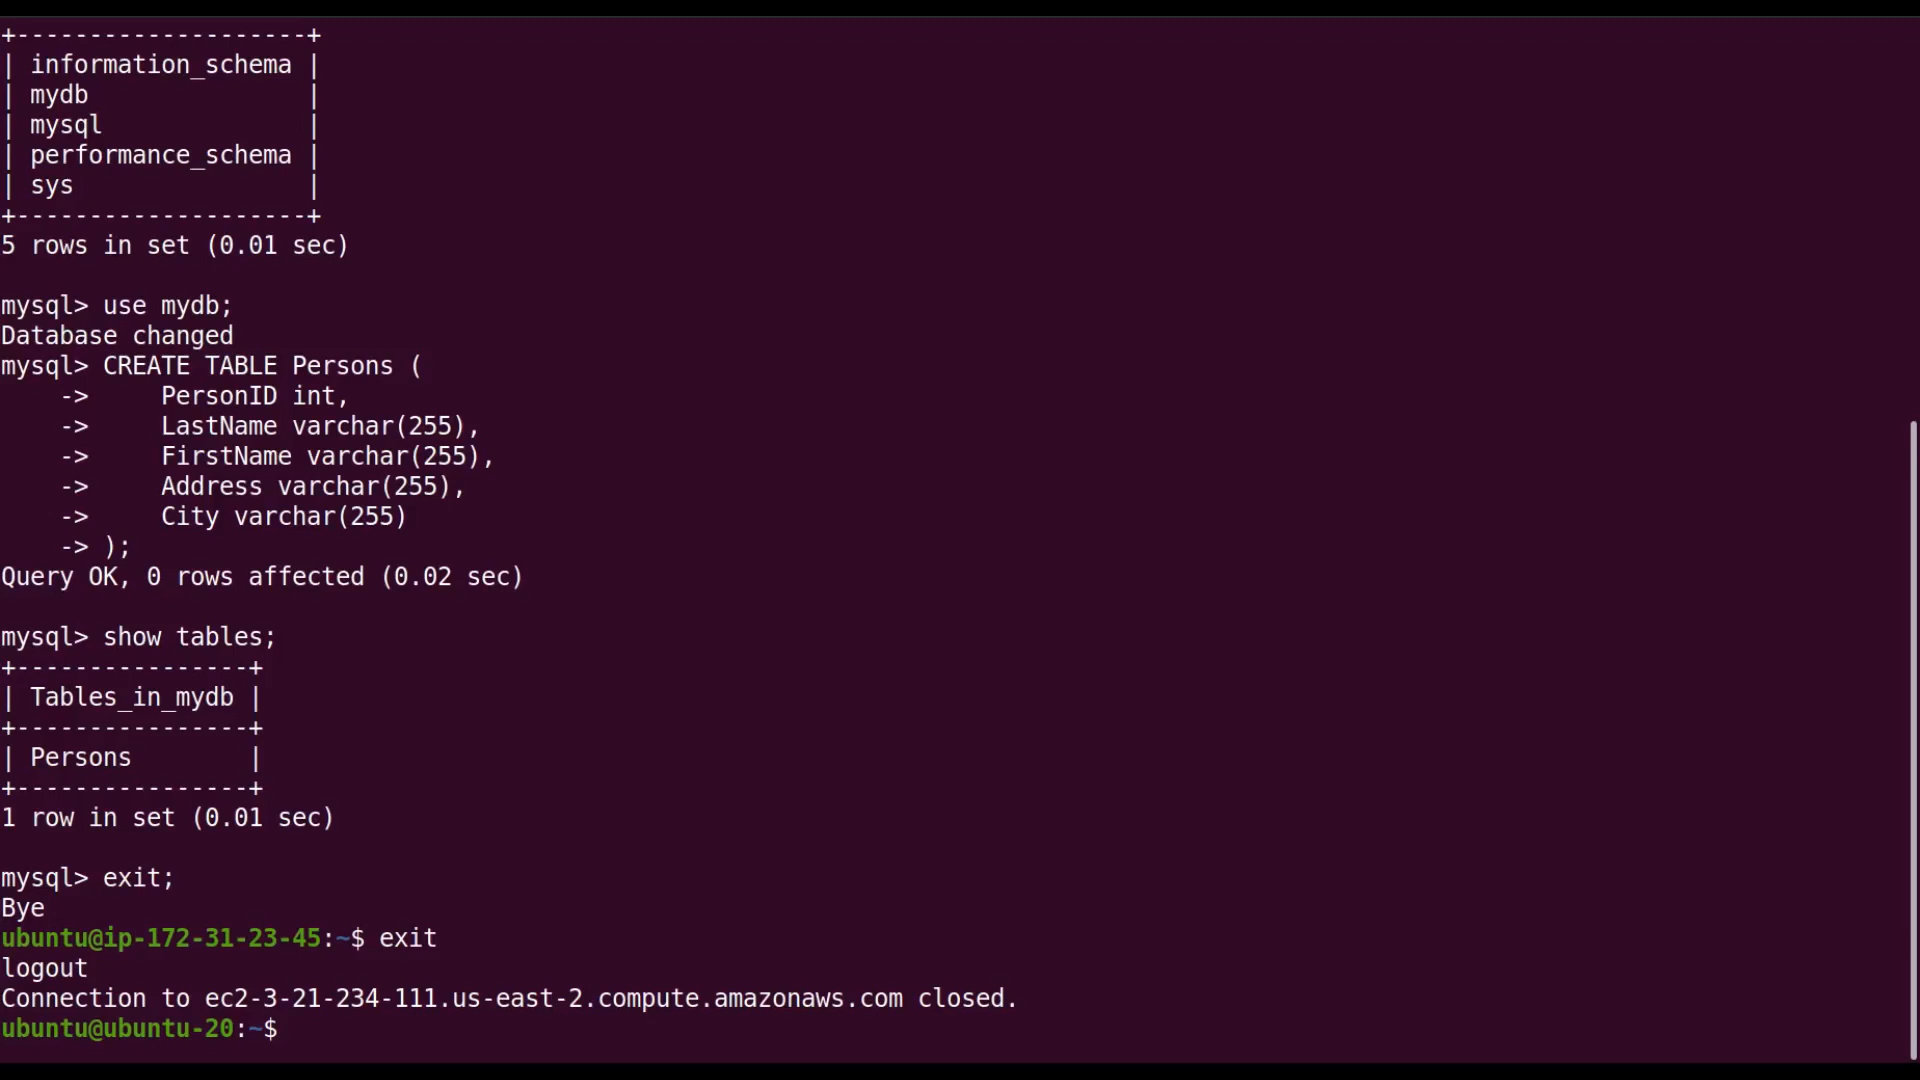 +--------------------+
| information_schema |
| mydb               |
| mysql              |
| performance_schema |
| sys                |
+--------------------+
5 rows in set (0.01 sec)

mysql> use mydb;
Database changed
mysql> CREATE TABLE Persons (
    ->     PersonID int,
    ->     LastName varchar(255),
    ->     FirstName varchar(255),
    ->     Address varchar(255),
    ->     City varchar(255)
    -> );
Query OK, 0 rows affected (0.02 sec)

mysql> show tables;
+----------------+
| Tables_in_mydb |
+----------------+
| Persons        |
+----------------+
1 row in set (0.01 sec)

mysql> exit;
Bye
ubuntu@ip-172-31-23-45:~$ exit
logout
Connection to ec2-3-21-234-111.us-east-2.compute.amazonaws.com closed.
ubuntu@ubuntu-20:~$